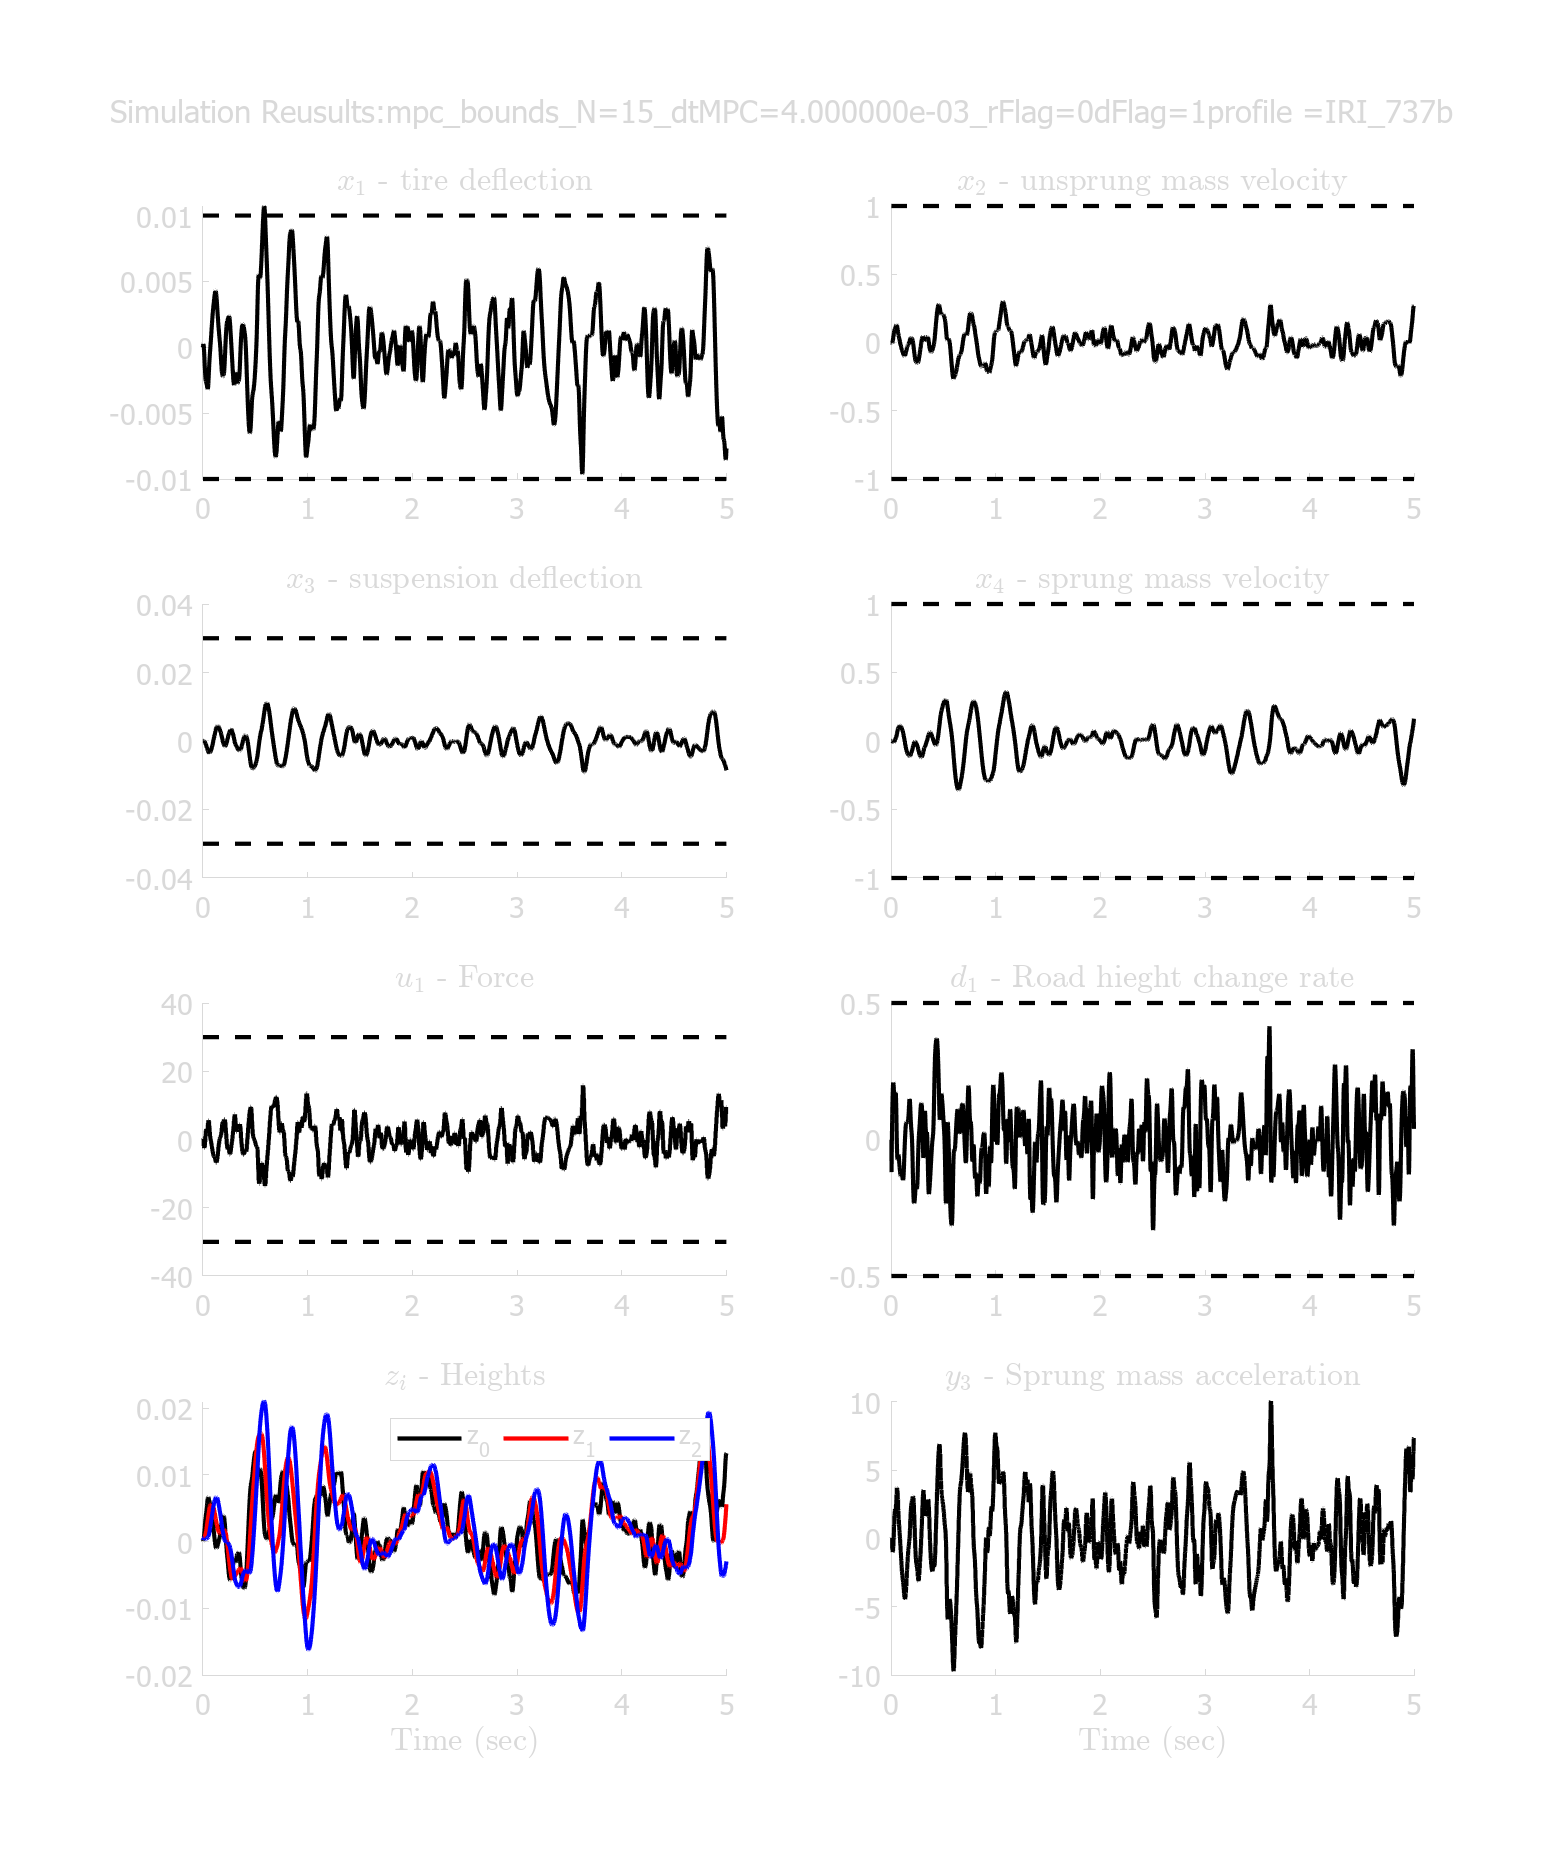 Simulation Reusults:mpc_bounds_N=15_dtMPC=4.000000e-03_rFlag=0dFlag=1profile =IRI_737b
x1 - tire deflection
0.01
0.005
0
-0.005
-0.01
0 1 2 3 4 5
x2 - unsprung mass velocity
1
0.5
0
-0.5
-1
0 1 2 3 4 5
x3 - suspension deflection
0.04
0.02
0
-0.02
-0.04
0 1 2 3 4 5
x4 - sprung mass velocity
1
0.5
0
-0.5
-1
0 1 2 3 4 5
u1 - Force
40
20
0
-20
-40
0 1 2 3 4 5
d1 - Road hieght change rate
0.5
0
-0.5
0 1 2 3 4 5
zi - Heights
z0 z1 z2
0.02
0.01
0
-0.01
-0.02
0 1 2 3 4 5
Time (sec)
y3 - Sprung mass acceleration
10
5
0
-5
-10
0 1 2 3 4 5
Time (sec)